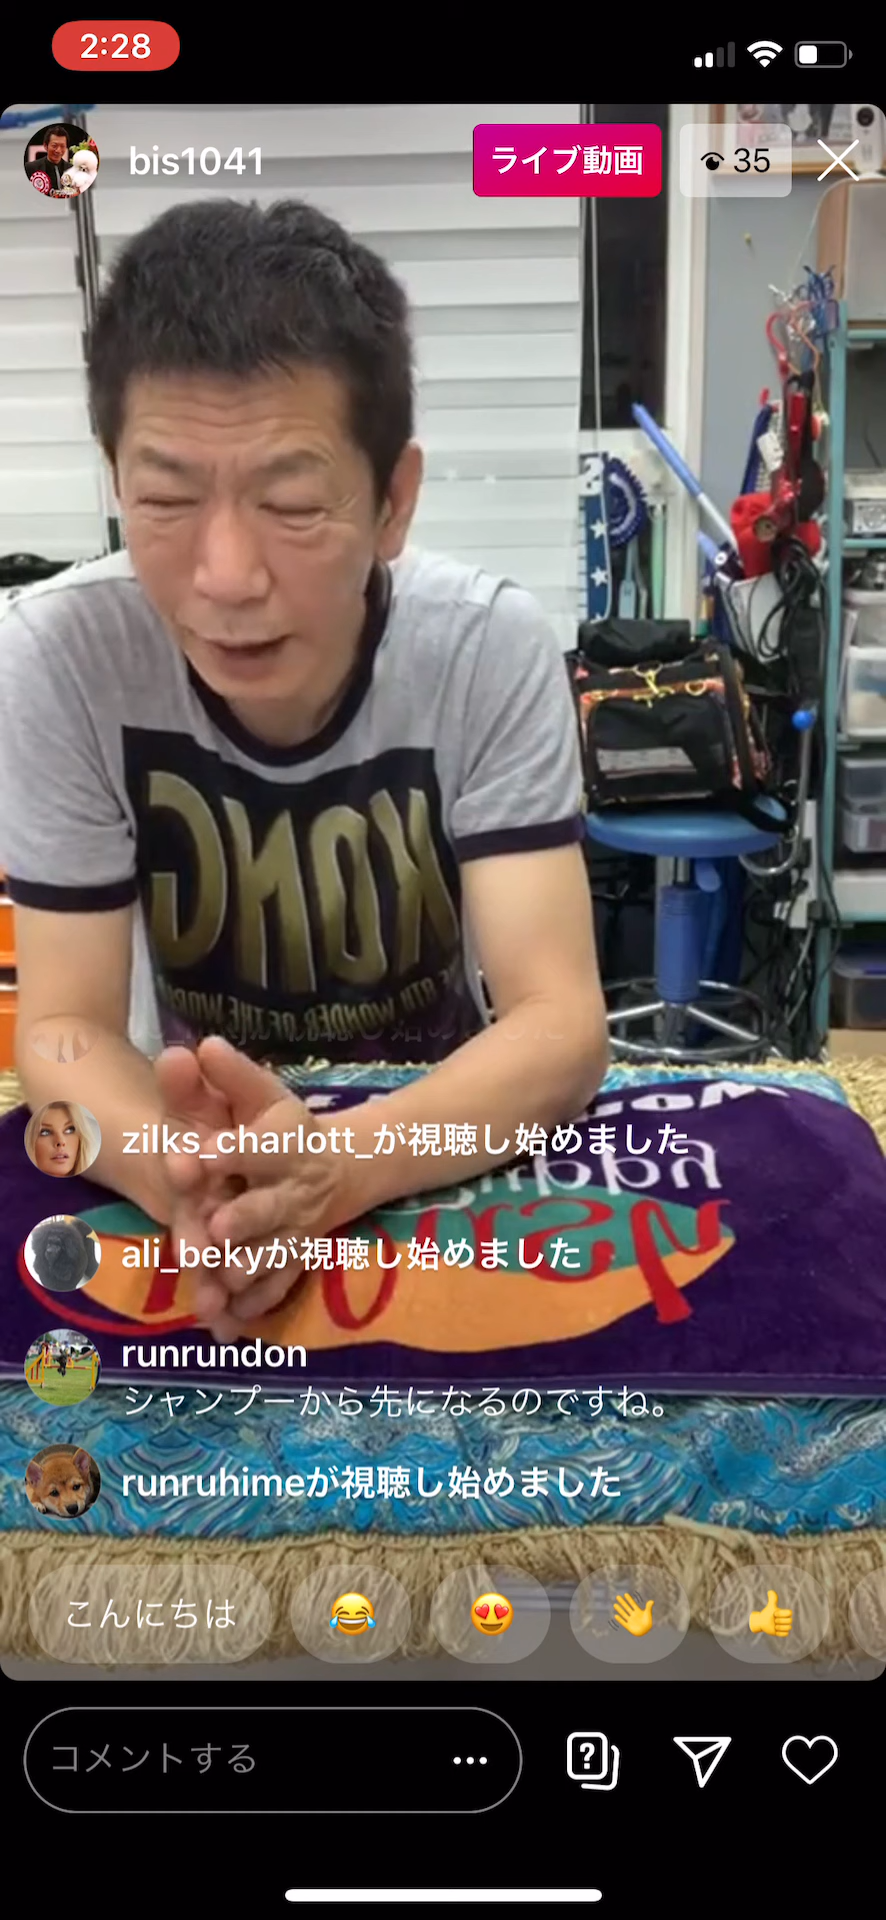 2:28
bis1041
ライブ動画
35
KONG
WONDER OF THE WORLD
zilks_charlott_が視聴し始めました
ali_bekyが視聴し始めました
runrundon
シャンプーから先になるのですね。
runruhimeが視聴し始めました
こんにちは
コメントする